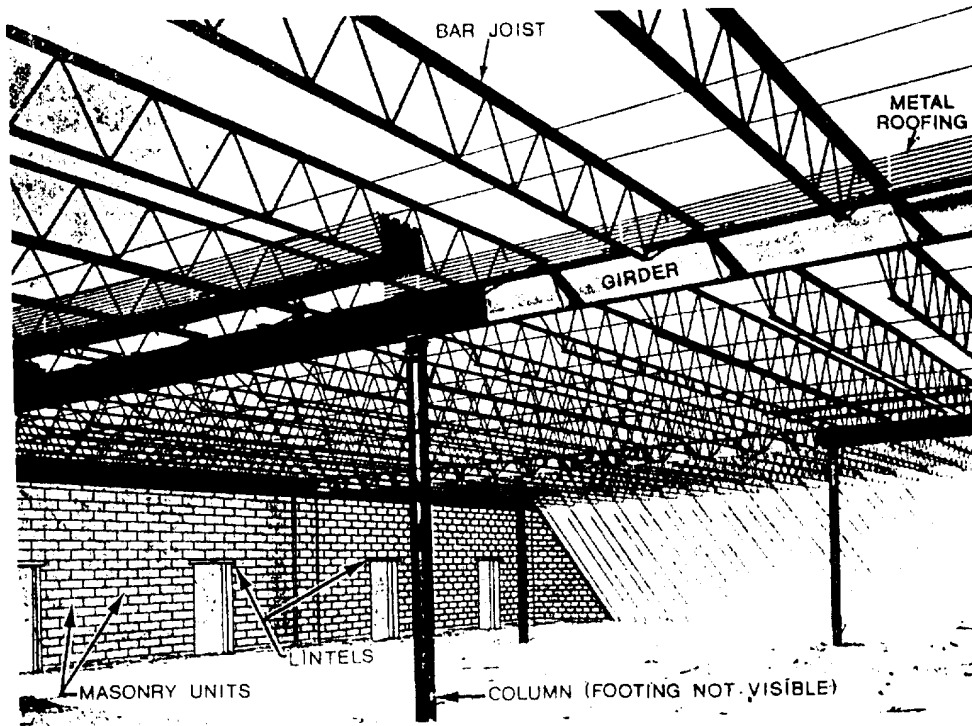 BAR JOIST
METAL
ROOFING
GIRDER
LINTELS
MASONRY UNITS
COLUMN (FOOTING NOT VISIBLE)